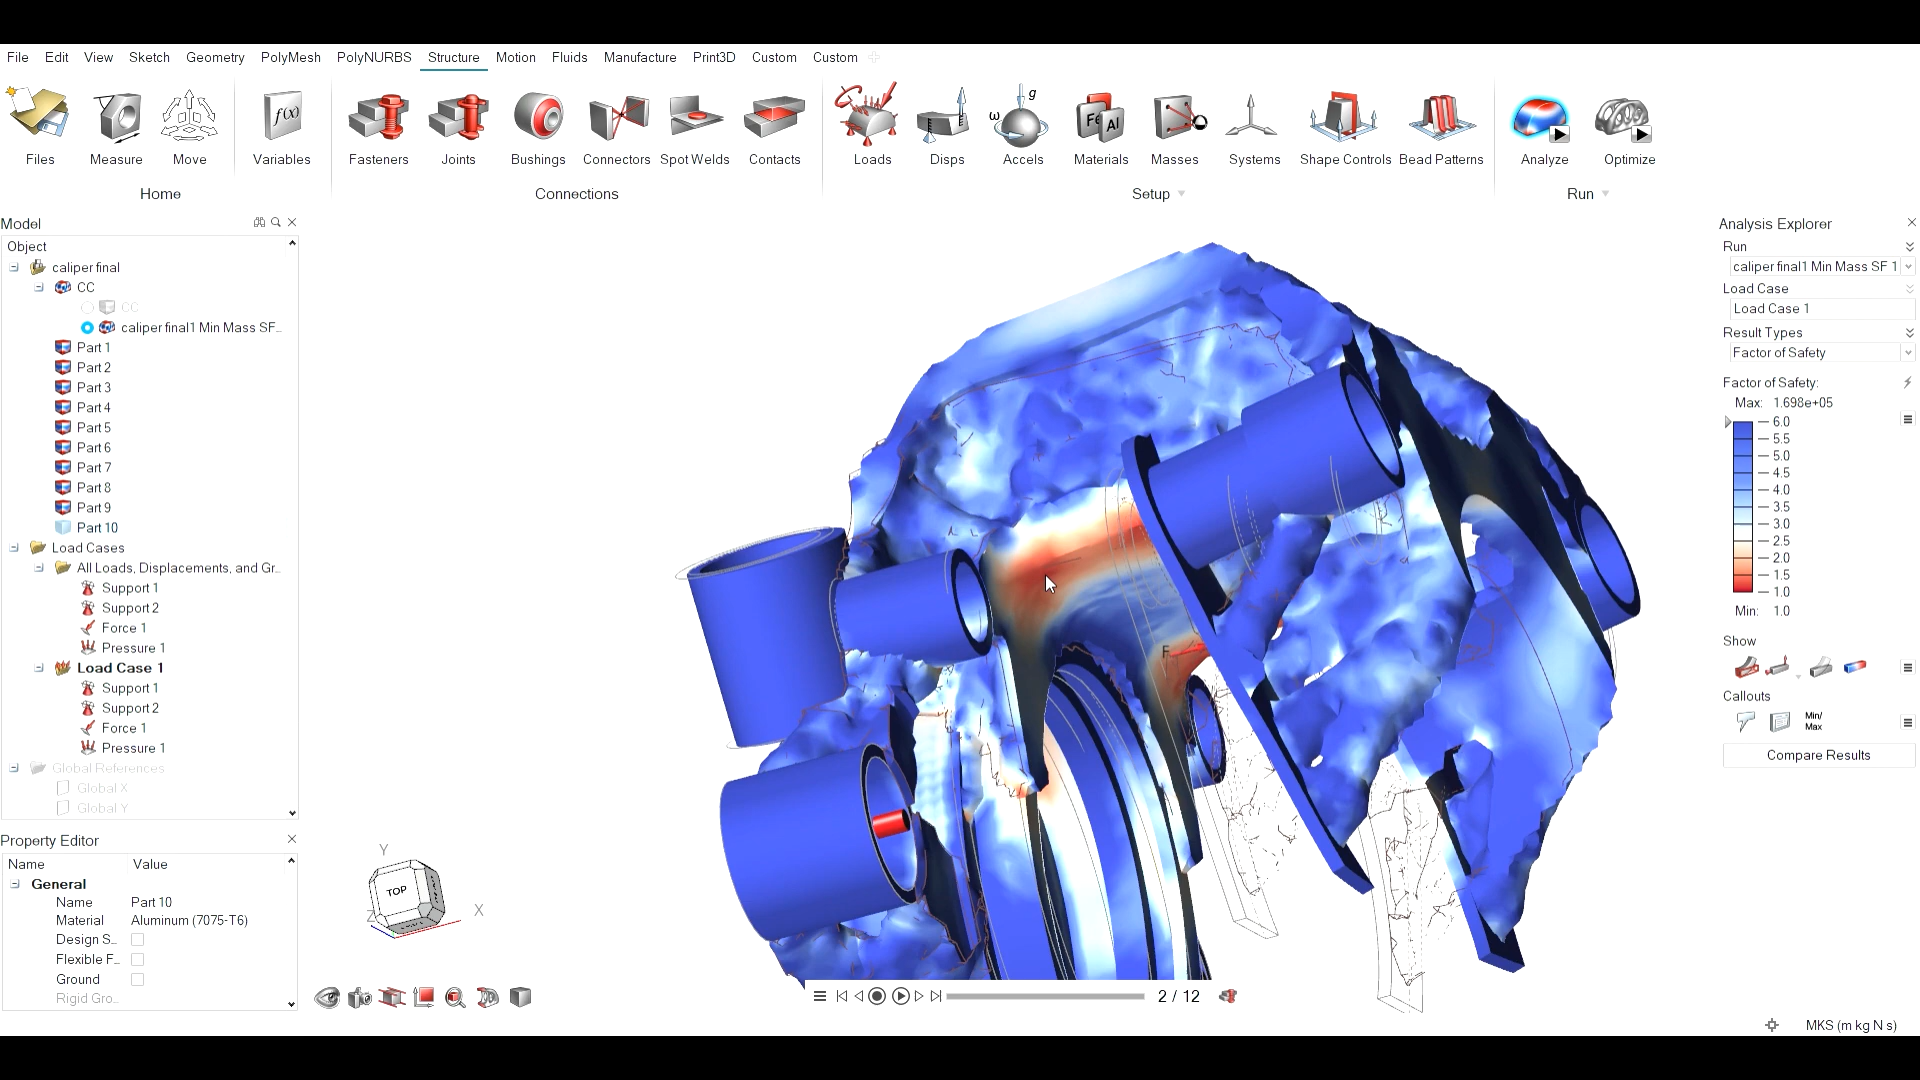 File Edit View Sketch Geometry PolyMesh PolyNURBS Structure Motion Fluids Manufacture Print3D Custom Custom
f(x) g ω Fe Al
Files Measure Move Variables Fasteners Joints Bushings Connectors Spot Welds Contacts Loads Disps Accels Materials Masses Systems Shape Controls Bead Patterns Analyze Optimize
Home Connections Setup Run
Model
Object
caliper final
CC
CC
caliper final1 Min Mass SF...
Part 1
Part 2
Part 3
Part 4
Part 5
Part 6
Part 7
Part 8
Part 9
Part 10
Load Cases
All Loads, Displacements, and Gr..
Support 1
Support 2
Force 1
Pressure 1
Load Case 1
Support 1
Support 2
Force 1
Pressure 1
Global References
Global X
Global Y
Property Editor
Name Value
General
Name Part 10
Material Aluminum (7075-T6)
Design S..
Flexible F..
Ground
Rigid Gro..
Y
TOP
Z
X
F
2 / 12
Analysis Explorer
Run
caliper final1 Min Mass SF 1
Load Case
Load Case 1
Result Types
Factor of Safety
Factor of Safety:
Max: 1.698e+05
6.0
5.5
5.0
4.5
4.0
3.5
3.0
2.5
2.0
1.5
1.0
Min: 1.0
Show
Callouts
Min/
Max
Compare Results
MKS (m kg N s)